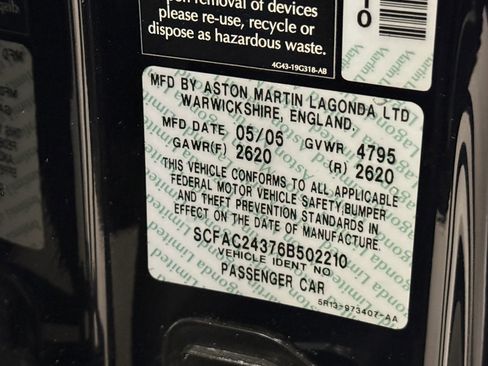 pon removal of devices
please re-use, recycle or
dispose as hazardous waste.
4G43-19G318-AB
MFD BY ASTON MARTIN LAGONDA LTD
WARWICKSHIRE, ENGLAND.
MFD DATE 05/05 GVWR 4795
GAWR(F) 2620 (R) 2620
THIS VEHICLE CONFORMS TO ALL APPLICABLE
FEDERAL MOTOR VEHICLE SAFETY, BUMPER
AND THEFT PREVENTION STANDARDS IN
EFFECT ON THE DATE OF MANUFACTURE.
SCFAC24376B502210
VEHICLE IDENT NO
PASSENGER CAR
5R13-973407-AA